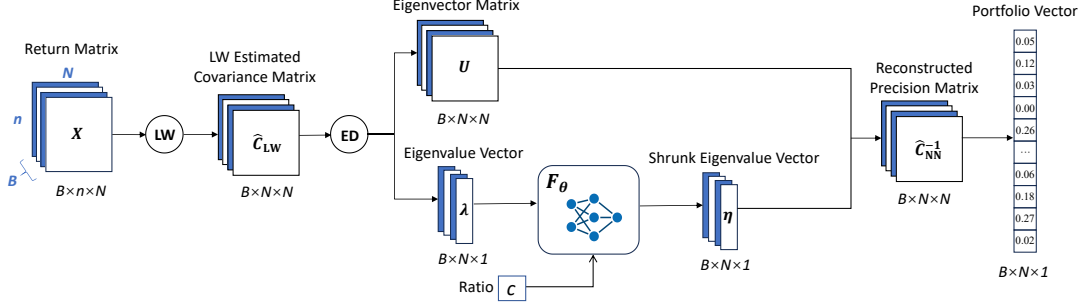 Return Matrix
N
n
X
B
B×n×N
LW
LW Estimated
Covariance Matrix
Ĉ_LW
B×N×N
ED
Eigenvector Matrix
U
B×N×N
Eigenvalue Vector
λ
B×N×1
F_θ
Ratio
C
Shrunk Eigenvalue Vector
η
B×N×1
Reconstructed
Precision Matrix
Ĉ_NN^−1
B×N×N
Portfolio Vector
0.05
0.12
0.03
0.00
0.26
...
0.06
0.18
0.27
0.02
B×N×1